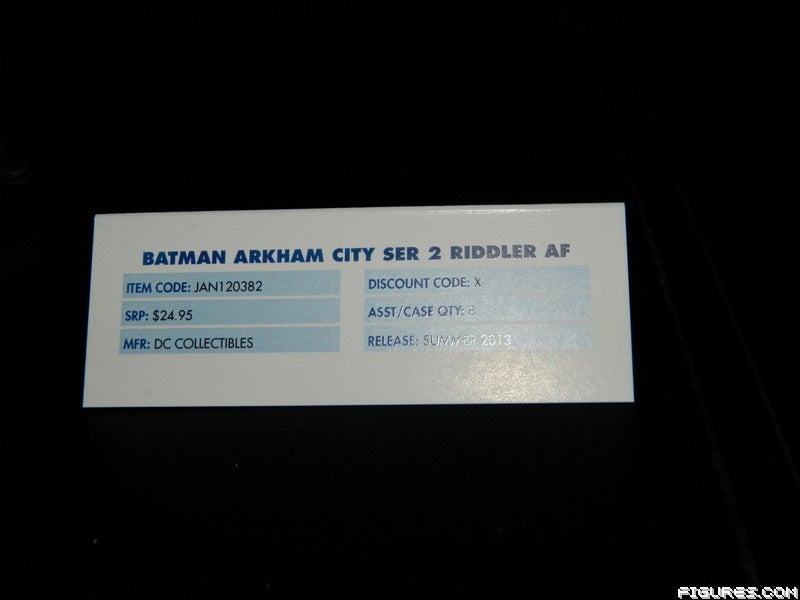 BATMAN ARKHAM CITY SER 2 RIDDLER AF
ITEM CODE: JAN120382
DISCOUNT CODE: X
SRP: $24.95
ASST/CASE QTY: 8
MFR: DC COLLECTIBLES
RELEASE: SUMMER 2013
FIGURES.COM